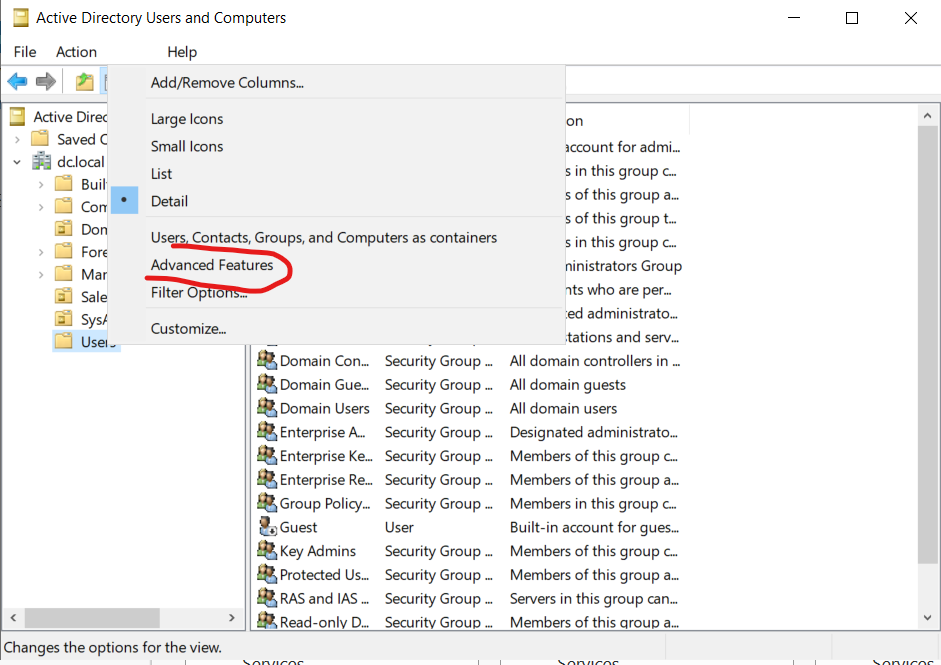 Active Directory Users and Computers
File Action Help
Add/Remove Columns...
Large Icons
Small Icons
List
Detail
Users, Contacts, Groups, and Computers as containers
Advanced Features
Filter Options...
Customize...
Active Direc
Saved C
dc.local
Buil
Com
Dom
Fore
Man
Sale
SysA
Users
on
account for admi...
s in this group c...
s of this group a...
s of this group t...
s in this group c...
ministrators Group
nts who are per...
ed administrato...
stations and serv...
Domain Con... Security Group ... All domain controllers in ...
Domain Gue... Security Group ... All domain guests
Domain Users Security Group ... All domain users
Enterprise A... Security Group ... Designated administrato...
Enterprise Ke... Security Group ... Members of this group c...
Enterprise Re... Security Group ... Members of this group a...
Group Policy... Security Group ... Members in this group c...
Guest User Built-in account for gues...
Key Admins Security Group ... Members of this group c...
Protected Us... Security Group ... Members of this group a...
RAS and IAS ... Security Group ... Servers in this group can...
Read-only D... Security Group ... Members of this group a...
Changes the options for the view.
Services Services Services